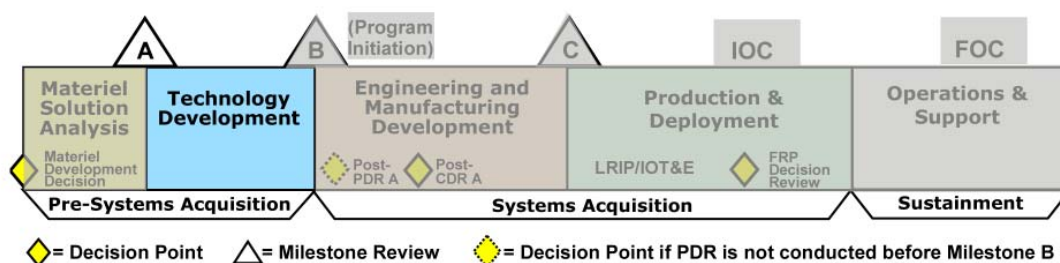 A
B
(Program
Initiation)
C
IOC
FOC
Materiel
Solution
Analysis
Materiel
Development
Decision
Technology
Development
Engineering and
Manufacturing
Development
Post-
PDR A
Post-
CDR A
Production &
Deployment
LRIP/IOT&E
FRP
Decision
Review
Operations &
Support
Pre-Systems Acquisition
Systems Acquisition
Sustainment
= Decision Point
= Milestone Review
= Decision Point if PDR is not conducted before Milestone B